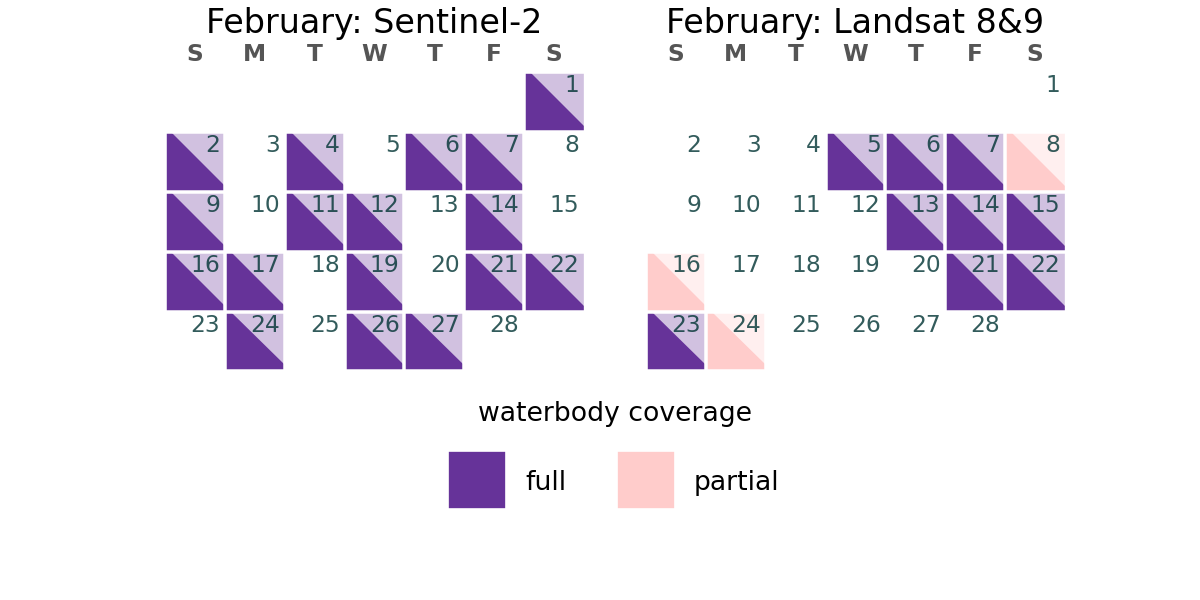 February: Sentinel-2
S M T W T F S
1
2 3 4 5 6 7 8
9 10 11 12 13 14 15
16 17 18 19 20 21 22
23 24 25 26 27 28
February: Landsat 8&9
S M T W T F S
1
2 3 4 5 6 7 8
9 10 11 12 13 14 15
16 17 18 19 20 21 22
23 24 25 26 27 28
waterbody coverage
full
partial